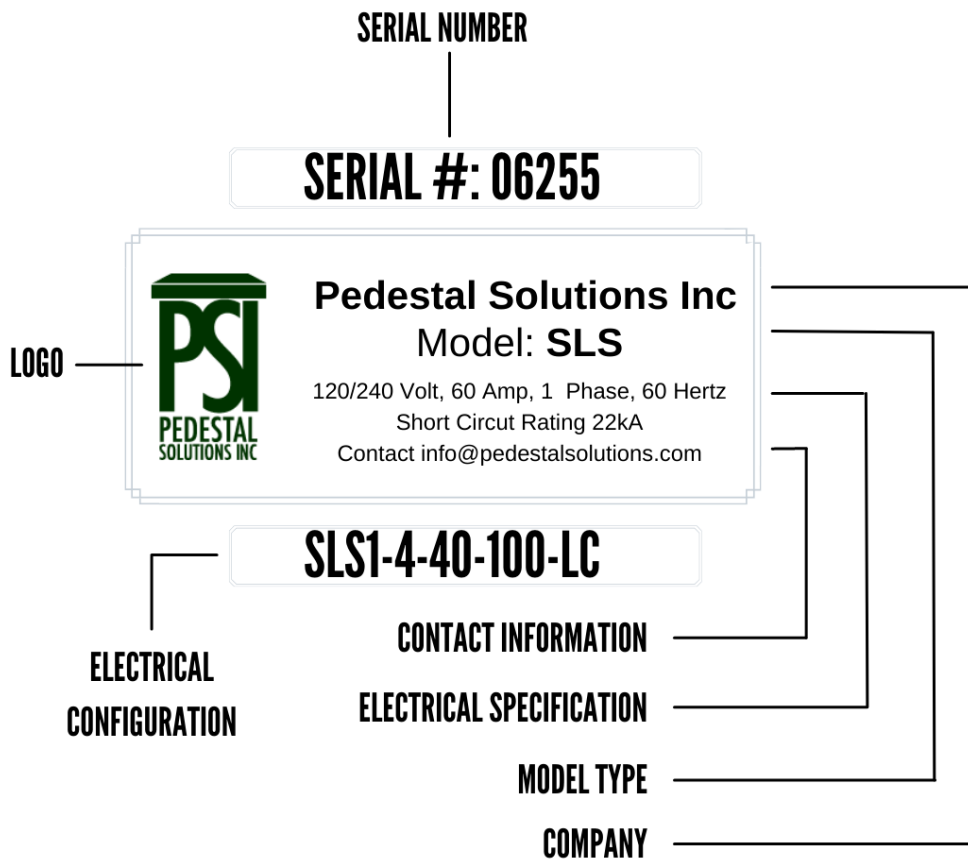 SERIAL NUMBER
SERIAL #: 06255
LOGO
PSI
PEDESTAL
SOLUTIONS INC
Pedestal Solutions Inc
Model: SLS
120/240 Volt, 60 Amp, 1 Phase, 60 Hertz
Short Circut Rating 22kA
Contact info@pedestalsolutions.com
SLS1-4-40-100-LC
ELECTRICAL
CONFIGURATION
CONTACT INFORMATION
ELECTRICAL SPECIFICATION
MODEL TYPE
COMPANY